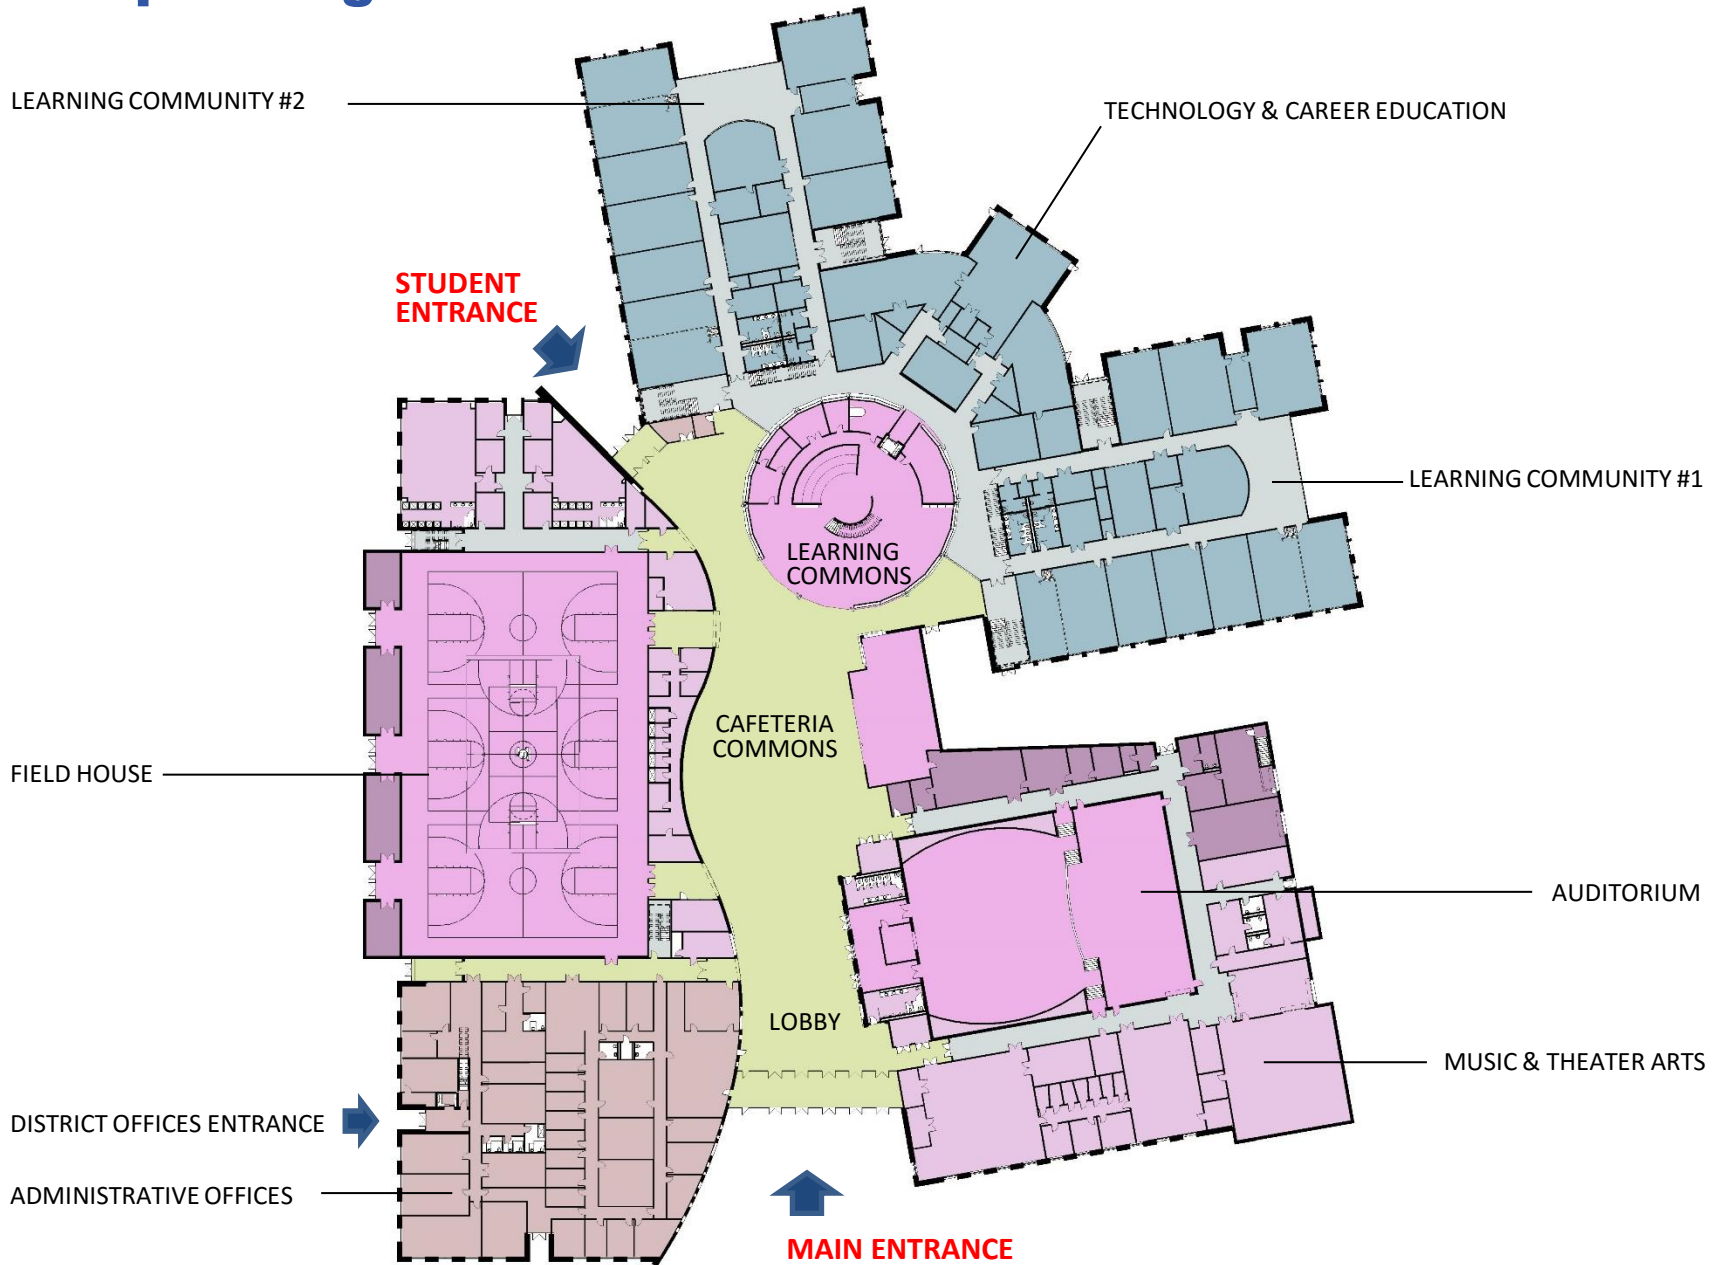 LEARNING COMMUNITY #2
TECHNOLOGY & CAREER EDUCATION
STUDENT
ENTRANCE
LEARNING COMMUNITY #1
LEARNING
COMMONS
CAFETERIA
COMMONS
FIELD HOUSE
AUDITORIUM
LOBBY
MUSIC & THEATER ARTS
DISTRICT OFFICES ENTRANCE
ADMINISTRATIVE OFFICES
MAIN ENTRANCE